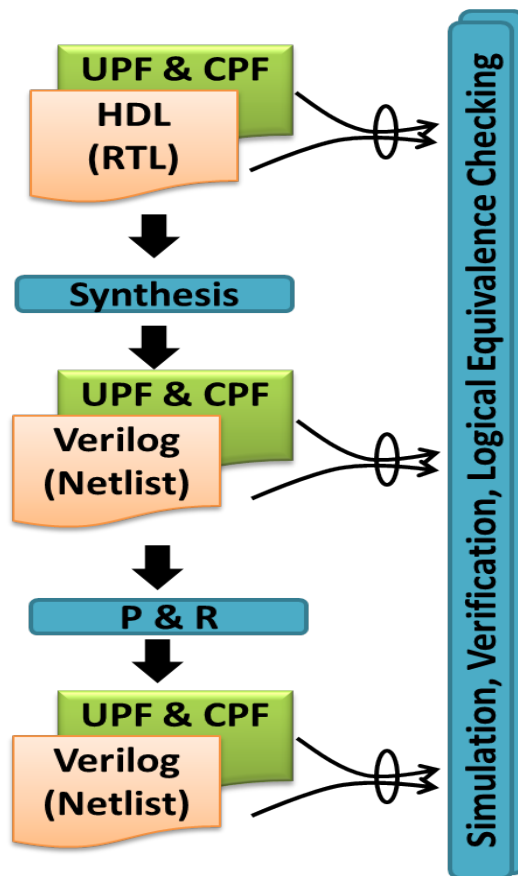 UPF & CPF
HDL
(RTL)
Synthesis
UPF & CPF
Verilog
(Netlist)
P & R
UPF & CPF
Verilog
(Netlist)
Simulation, Verification, Logical Equivalence Checking